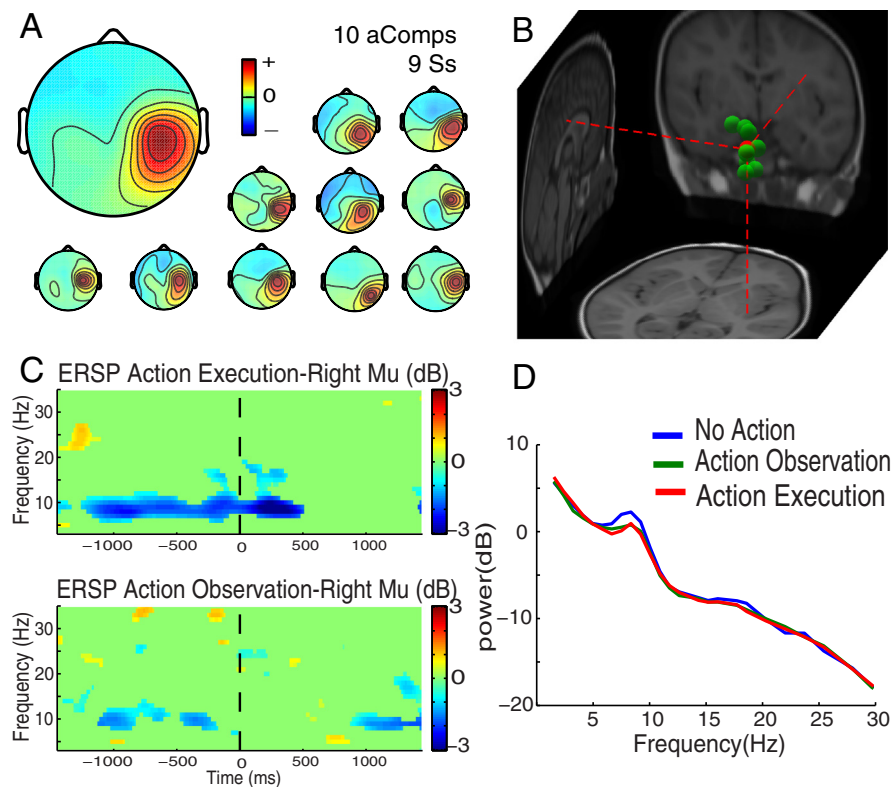 A
10 aComps
9 Ss
+
0
−
B
C
ERSP Action Execution-Right Mu (dB)
Frequency (Hz)
30
20
10
−1000
−500
0
500
1000
3
0
−3
ERSP Action Observation-Right Mu (dB)
Frequency (Hz)
30
20
10
−1000
−500
0
500
1000
Time (ms)
3
0
−3
D
No Action
Action Observation
Action Execution
power(dB)
10
0
−10
−20
5
10
15
20
25
30
Frequency(Hz)